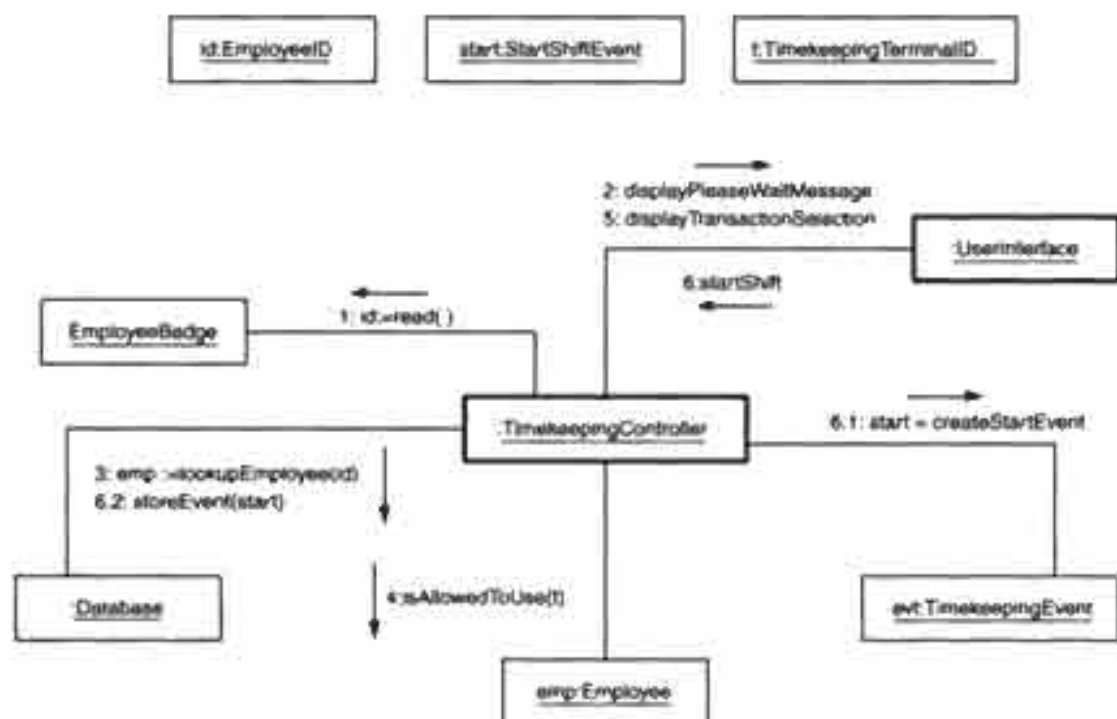 id:EmployeeID
start:StartShiftEvent
t:TimekeepingTerminalID
2: displayPleaseWaitMessage
5: displayTransactionSelection
:UserInterface
6:startShift
1: id:=read( )
EmployeeBadge
:TimekeepingController
6.1: start = createStartEvent
3: emp :=lookupEmployee(id)
6.2: storeEvent(start)
4:isAllowedToUse(t)
:Database
evt:TimekeepingEvent
emp:Employee